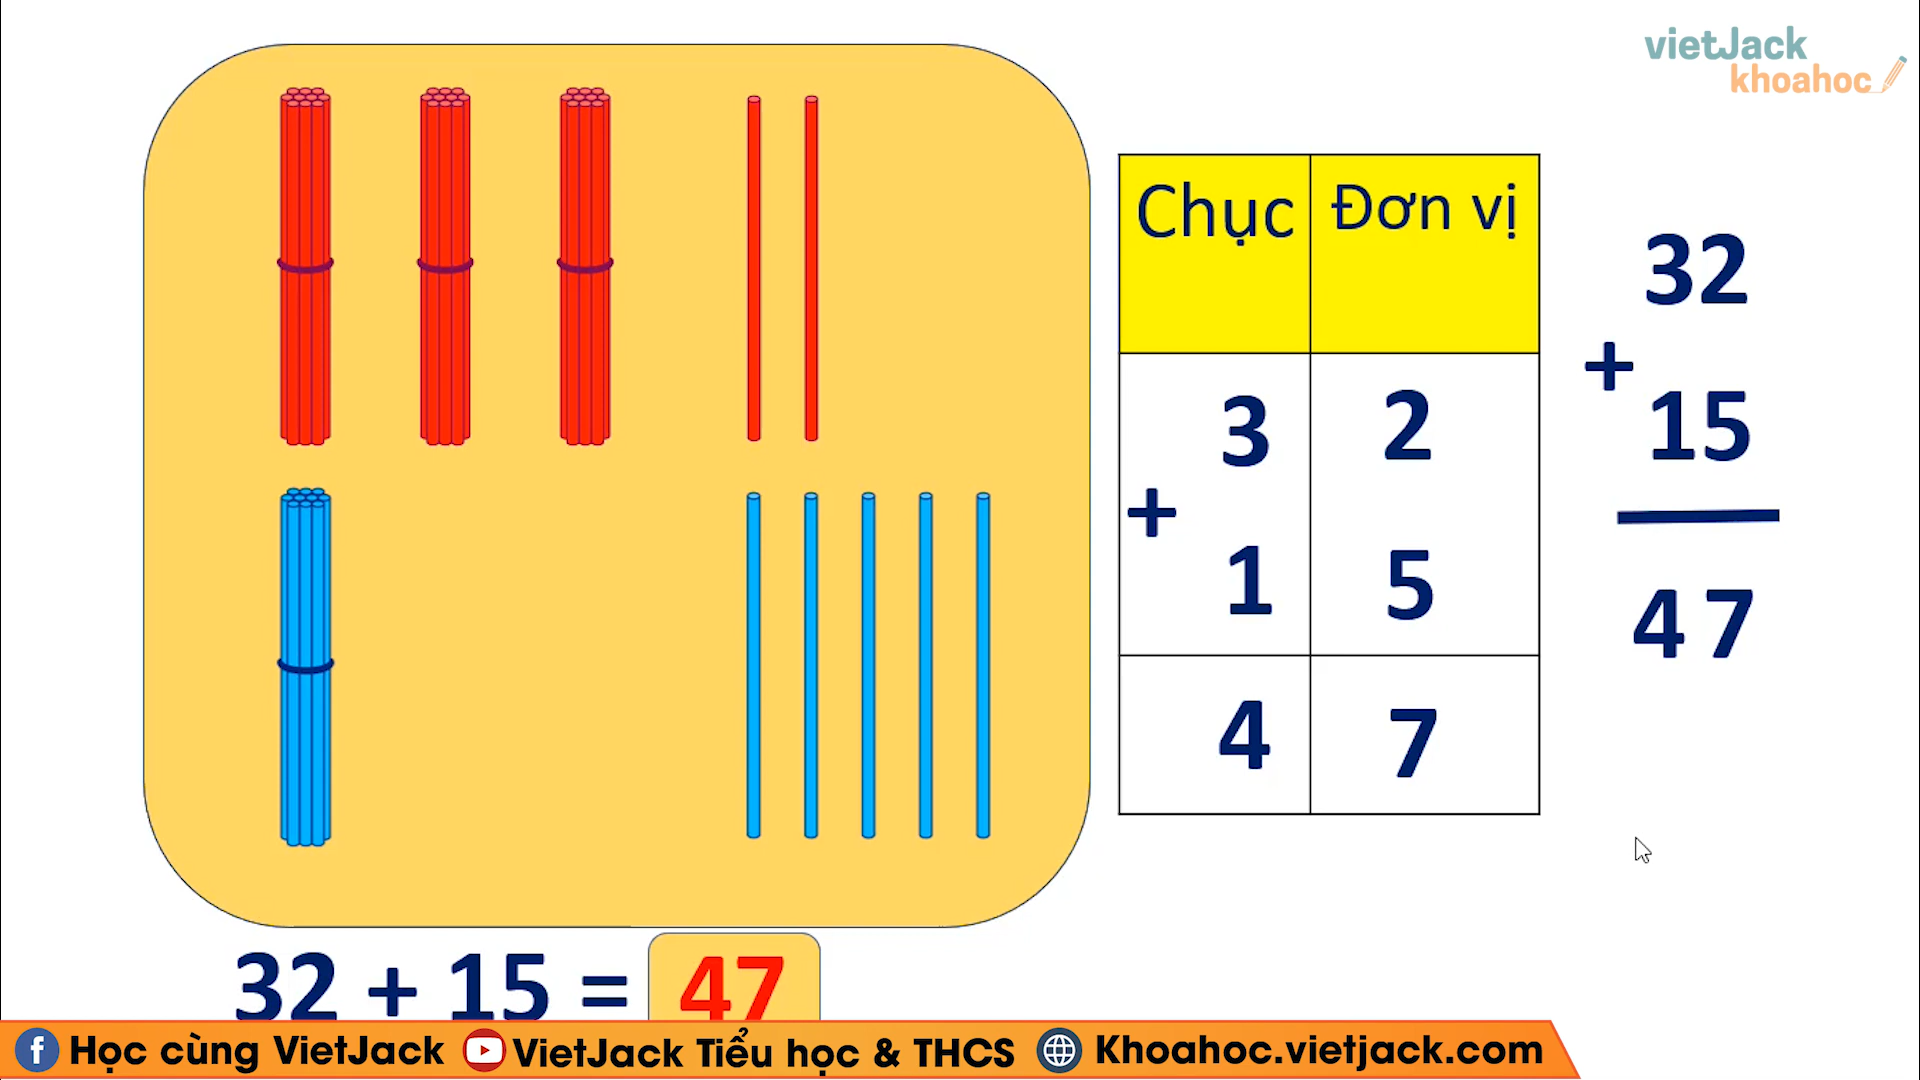 vietJack
khoahoc
Chục Đơn vị
3 2
+
1 5
4 7
32
+
15
47
32 + 15 = 47
Học cùng VietJack VietJack Tiểu học & THCS Khoahoc.vietjack.com